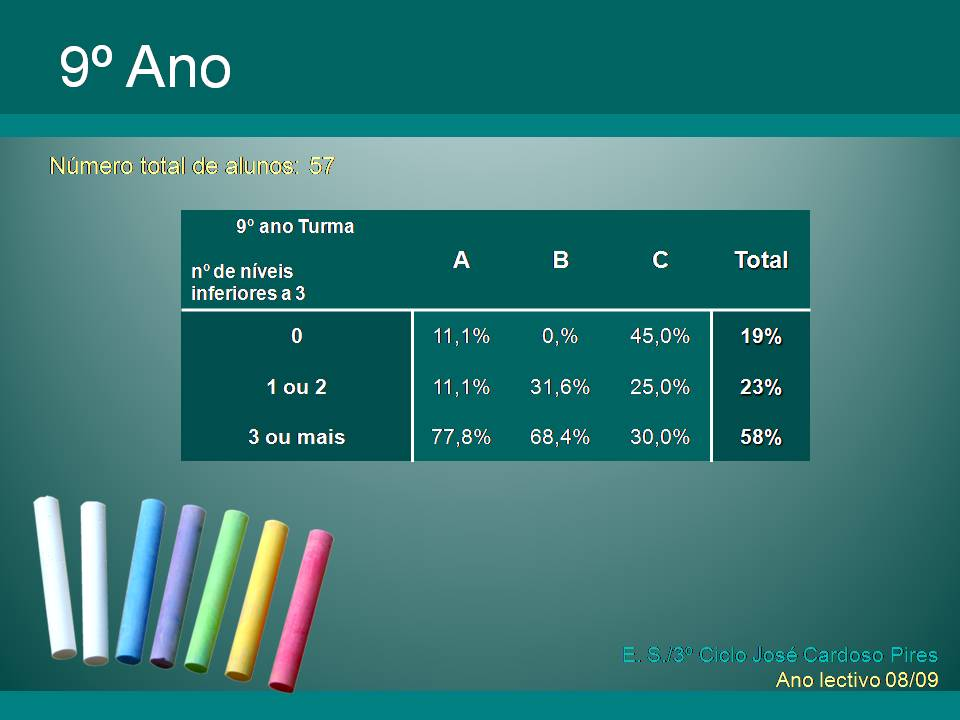 9º Ano
Número total de alunos: 57
9º ano Turma
nº de níveis
inferiores a 3
A B C Total
0 11,1% 0,% 45,0% 19%
1 ou 2 11,1% 31,6% 25,0% 23%
3 ou mais 77,8% 68,4% 30,0% 58%
E. S./3º Ciclo José Cardoso Pires
Ano lectivo 08/09